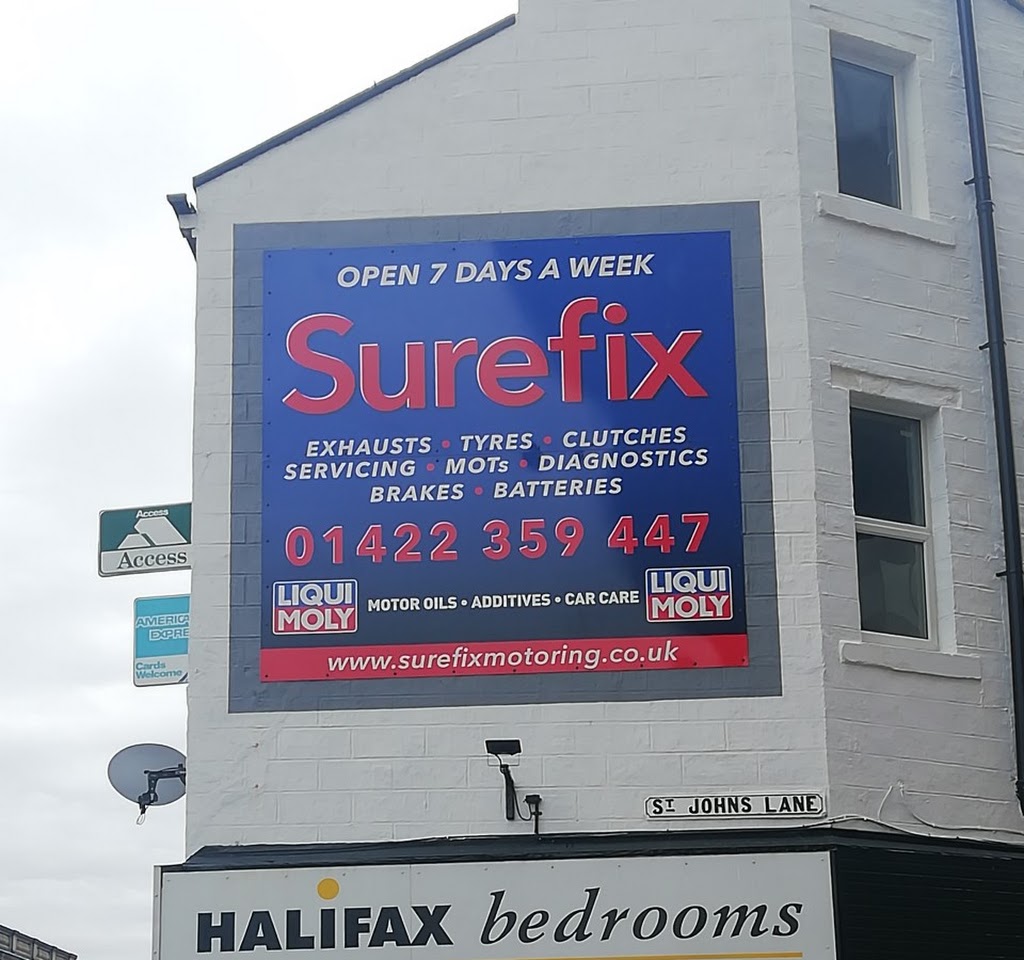 OPEN 7 DAYS A WEEK
Surefix
EXHAUSTS • TYRES • CLUTCHES
SERVICING • MOTs • DIAGNOSTICS
BRAKES • BATTERIES
01422 359 447
LIQUI
MOLY
MOTOR OILS • ADDITIVES • CAR CARE
LIQUI
MOLY
www.surefixmotoring.co.uk
Access
Access
Cards
Welcome
ST JOHNS LANE
HALIFAX bedrooms